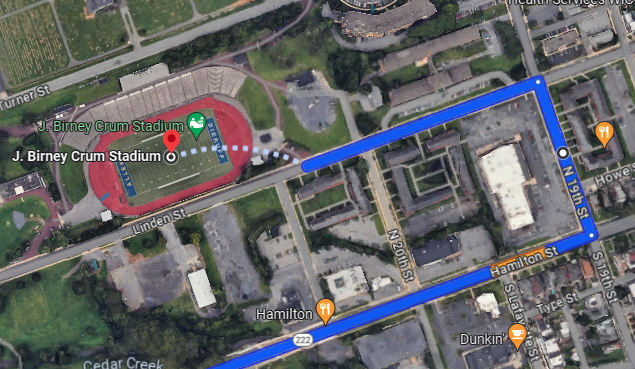 Health Services
Turner St
J. Birney Crum Stadium
J. Birney Crum Stadium
Linden St
N 19th St
Howe S
N 20th St
Hamilton St
S 19th St
S Lafayette St
Tyce St
Hamilton
222
Dunkin'
Cedar Creek